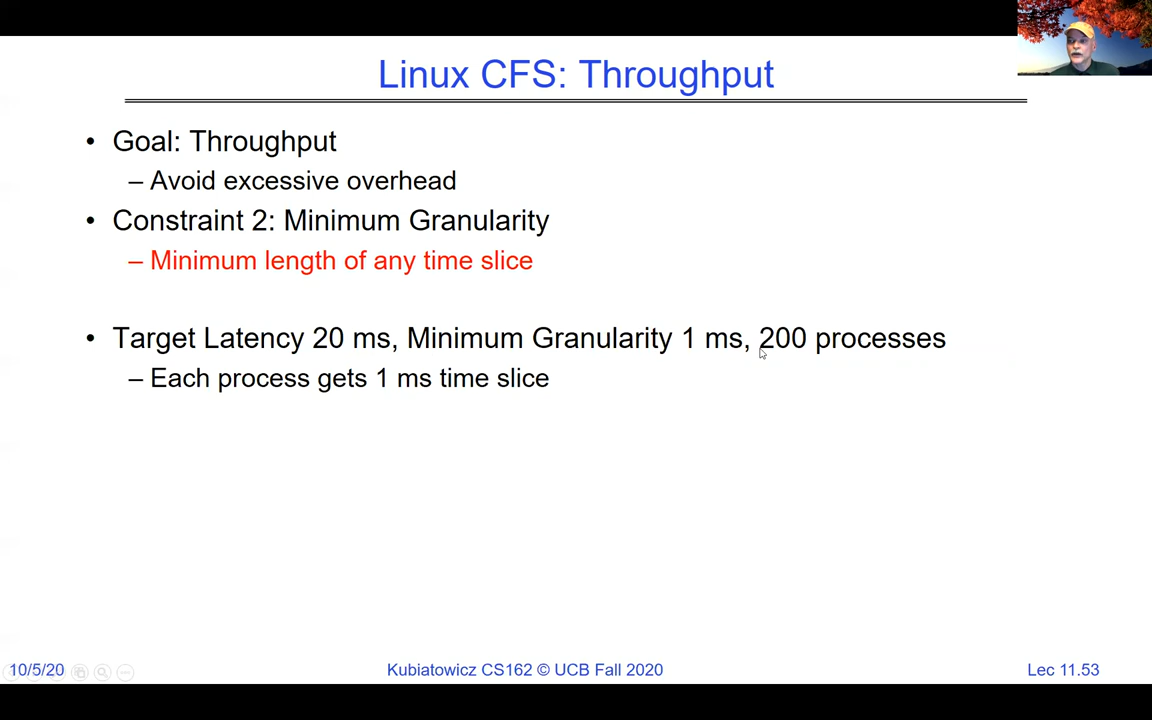 Linux CFS: Throughput
• Goal: Throughput
– Avoid excessive overhead
• Constraint 2: Minimum Granularity
– Minimum length of any time slice
• Target Latency 20 ms, Minimum Granularity 1 ms, 200 processes
– Each process gets 1 ms time slice
10/5/20
Kubiatowicz CS162 © UCB Fall 2020
Lec 11.53